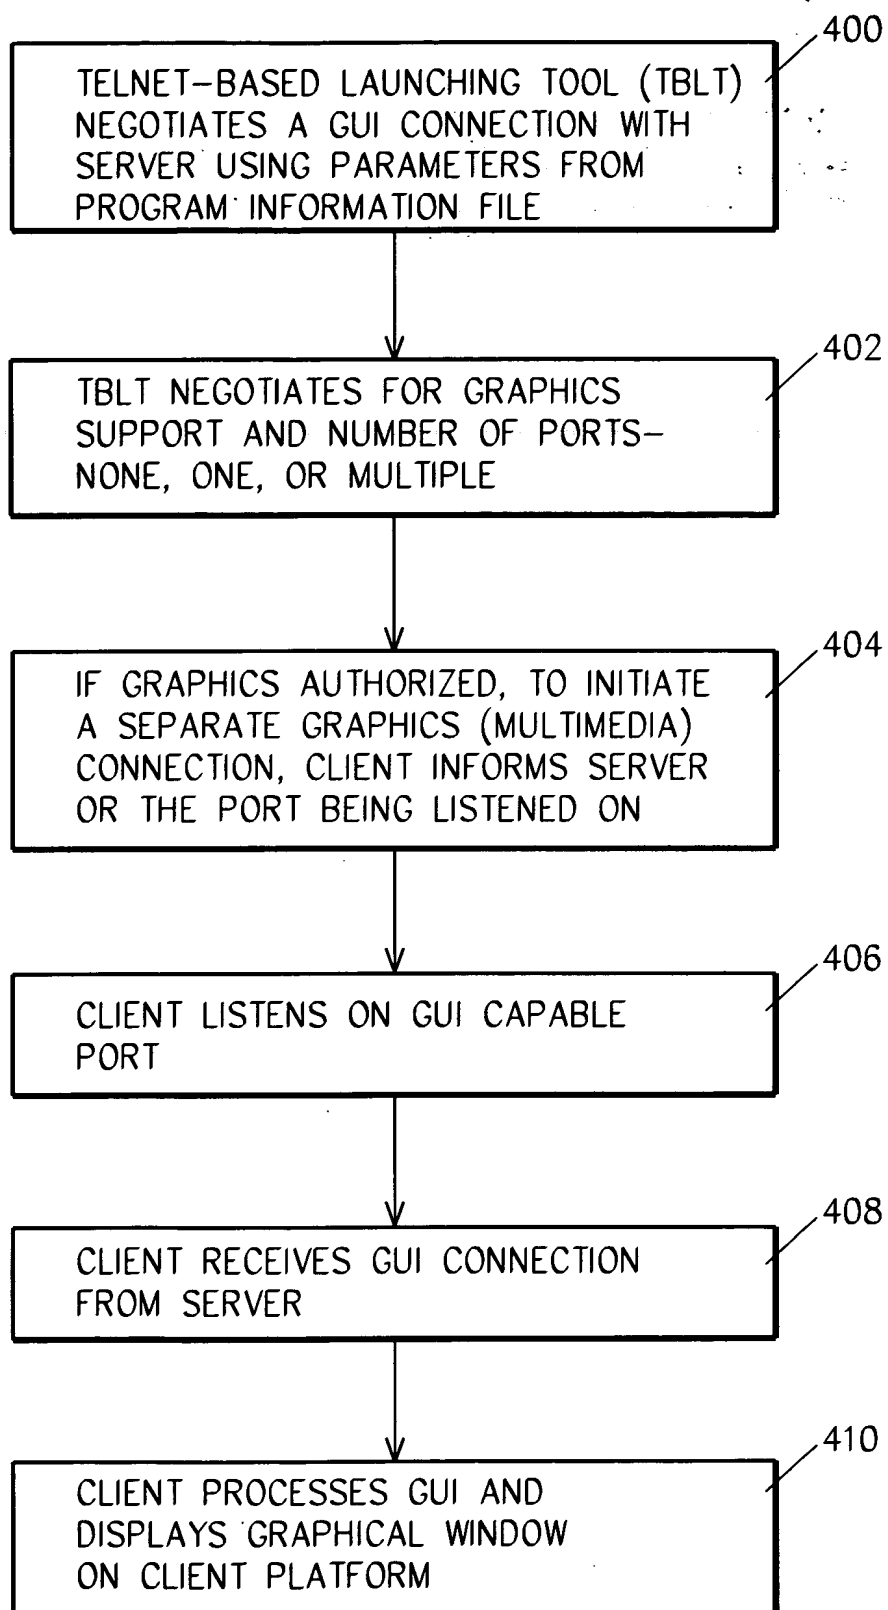 400
TELNET-BASED LAUNCHING TOOL (TBLT)
NEGOTIATES A GUI CONNECTION WITH
SERVER USING PARAMETERS FROM
PROGRAM INFORMATION FILE
402
TBLT NEGOTIATES FOR GRAPHICS
SUPPORT AND NUMBER OF PORTS-
NONE, ONE, OR MULTIPLE
404
IF GRAPHICS AUTHORIZED, TO INITIATE
A SEPARATE GRAPHICS (MULTIMEDIA)
CONNECTION, CLIENT INFORMS SERVER
OR THE PORT BEING LISTENED ON
406
CLIENT LISTENS ON GUI CAPABLE
PORT
408
CLIENT RECEIVES GUI CONNECTION
FROM SERVER
410
CLIENT PROCESSES GUI AND
DISPLAYS GRAPHICAL WINDOW
ON CLIENT PLATFORM